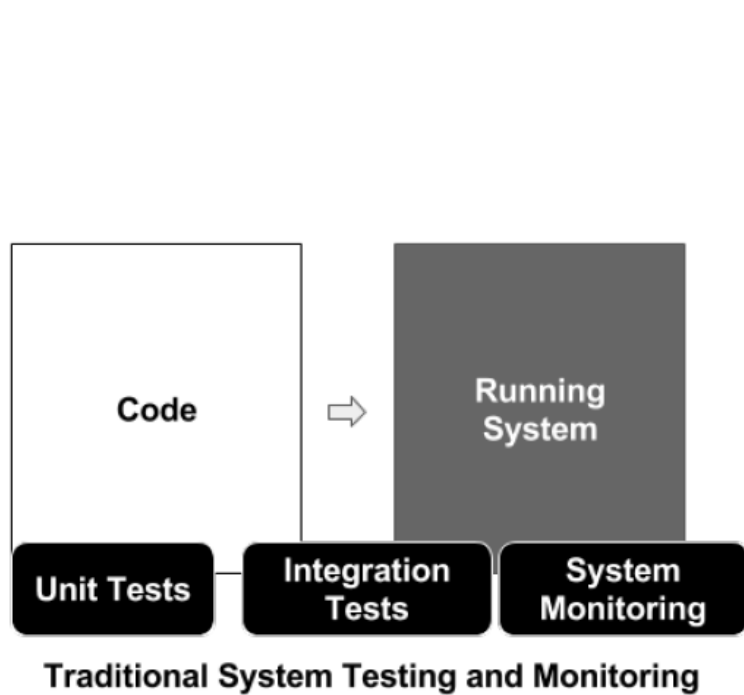 Code
Running
System
Unit Tests
Integration
Tests
System
Monitoring
Traditional System Testing and Monitoring